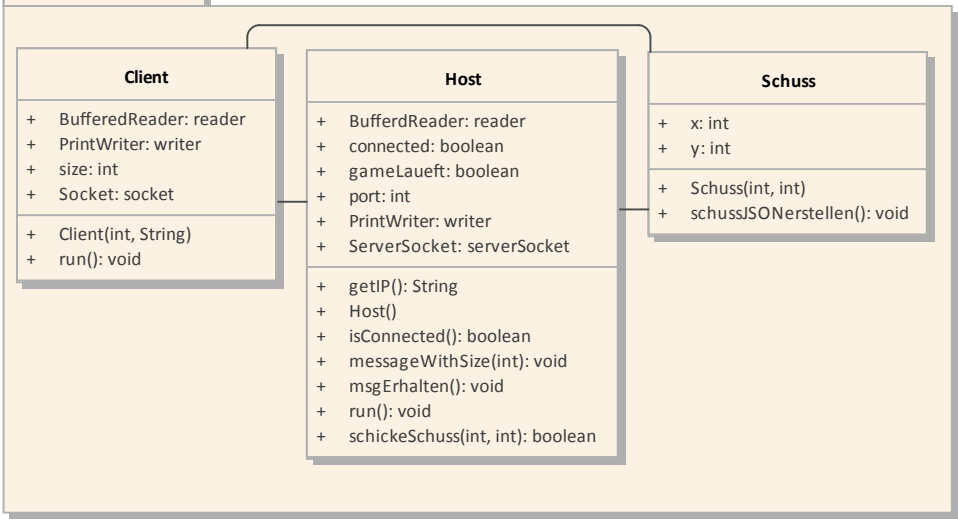 Client
+ BufferedReader: reader
+ PrintWriter: writer
+ size: int
+ Socket: socket
+ Client(int, String)
+ run(): void
Host
+ BufferdReader: reader
+ connected: boolean
+ gameLaueft: boolean
+ port: int
+ PrintWriter: writer
+ ServerSocket: serverSocket
+ getIP(): String
+ Host()
+ isConnected(): boolean
+ messageWithSize(int): void
+ msgErhalten(): void
+ run(): void
+ schickeSchuss(int, int): boolean
Schuss
+ x: int
+ y: int
+ Schuss(int, int)
+ schussJSONerstellen(): void